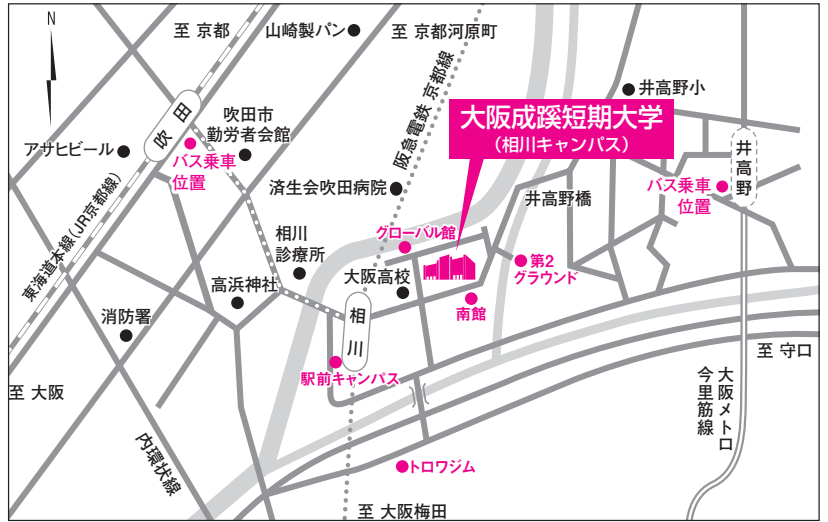 N
至 京都
山崎製パン
至 京都河原町
阪急電鉄 京都線
井高野小
大阪成蹊短期大学
(相川キャンパス)
吹田
吹田市
勤労者会館
アサヒビール
バス乗車
位置
済生会吹田病院
井高野橋
井高野
バス乗車
位置
東海道本線(JR京都線)
相川
診療所
グローバル館
第2
グラウンド
高浜神社
大阪高校
南館
消防署
相川
駅前キャンパス
至 守口
至 大阪
大阪メトロ
今里筋線
内環状線
トロワジム
至 大阪梅田